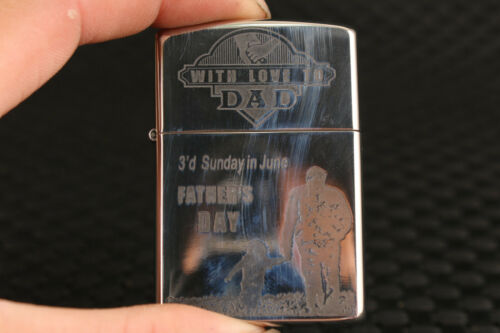 WITH LOVE TO
DAD
3'd Sunday in June
FATHER'S
DAY